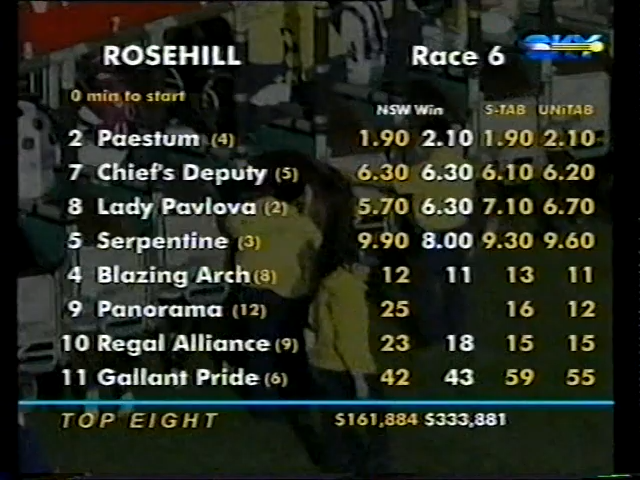 ROSEHILL Race 6 SKY
0 min to start
NSW Win S-TAB UNiTAB
2 Paestum (4) 1.90 2.10 1.90 2.10
7 Chief's Deputy (5) 6.30 6.30 6.10 6.20
8 Lady Pavlova (2) 5.70 6.30 7.10 6.70
5 Serpentine (3) 9.90 8.00 9.30 9.60
4 Blazing Arch (8) 12 11 13 11
9 Panorama (12) 25 16 12
10 Regal Alliance (9) 23 18 15 15
11 Gallant Pride (6) 42 43 59 55
TOP EIGHT $161,884 $333,881